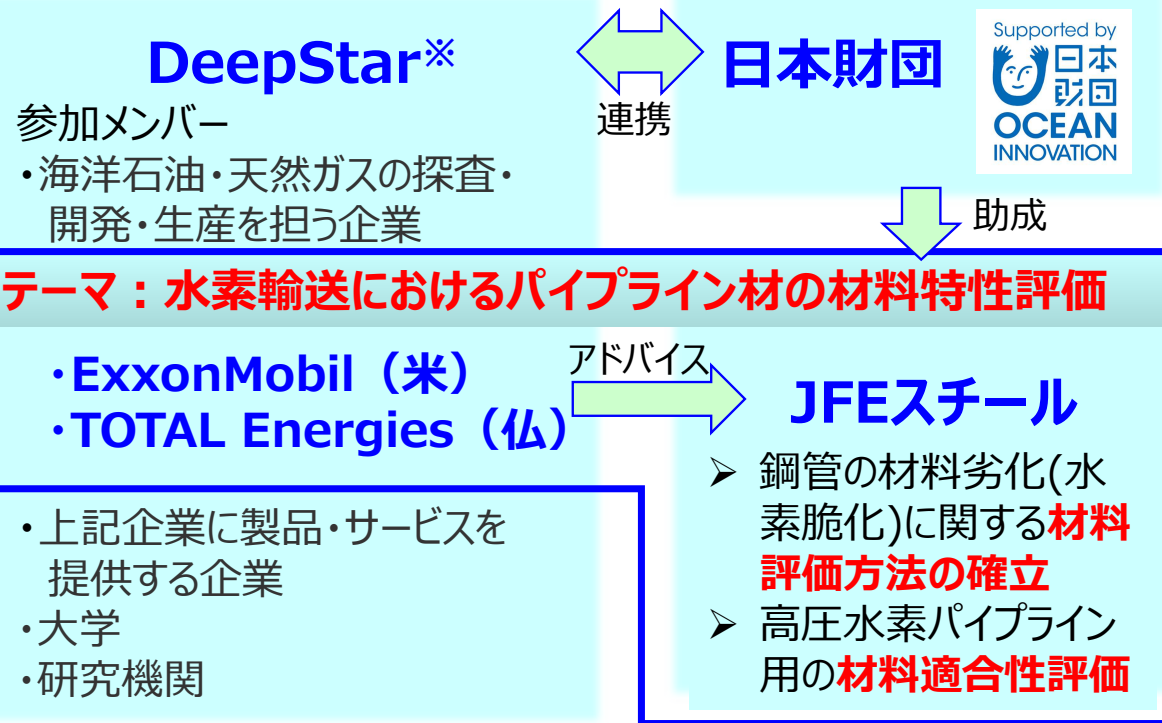 DeepStar※
参加メンバー
・海洋石油・天然ガスの探査・
開発・生産を担う企業
連携
日本財団
Supported by
日本
財団
OCEAN
INNOVATION
助成
テーマ：水素輸送におけるパイプライン材の材料特性評価
・ExxonMobil（米）
・TOTAL Energies（仏）
アドバイス
JFEスチール
➢ 鋼管の材料劣化(水
素脆化)に関する材料
評価方法の確立
➢ 高圧水素パイプライン
用の材料適合性評価
・上記企業に製品・サービスを
提供する企業
・大学
・研究機関